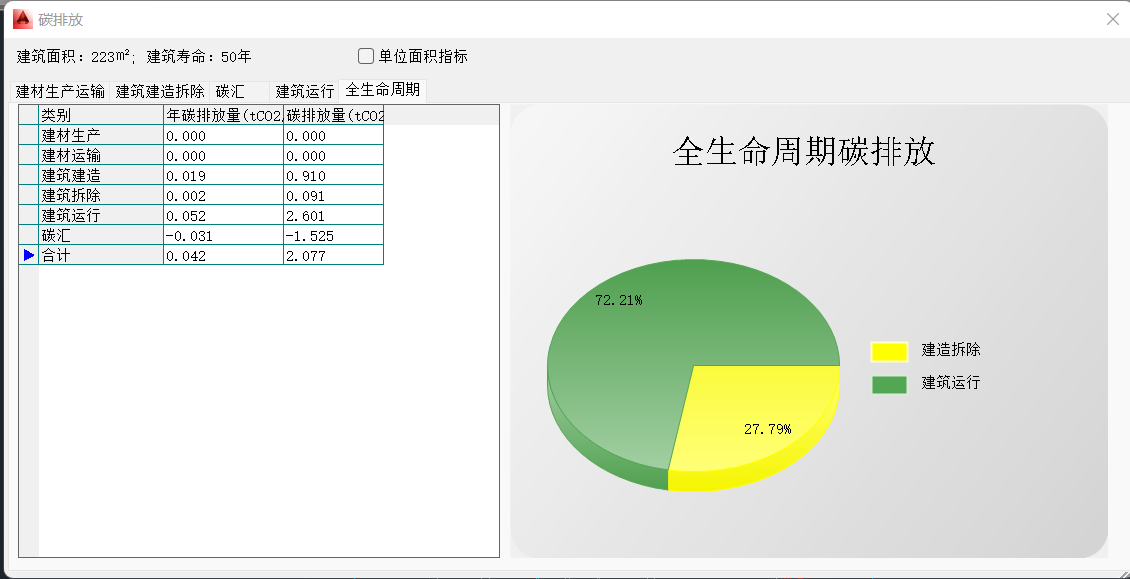 碳排放
建筑面积：223m²；建筑寿命：50年 单位面积指标
建材生产运输 建筑建造拆除 碳汇 建筑运行 全生命周期
类别 年碳排放量(tCO2 碳排放量(tCO2
建材生产 0.000 0.000
建材运输 0.000 0.000
建筑建造 0.019 0.910
建筑拆除 0.002 0.091
建筑运行 0.052 2.601
碳汇 -0.031 -1.525
合计 0.042 2.077
全生命周期碳排放
72.21%
27.79%
建造拆除
建筑运行